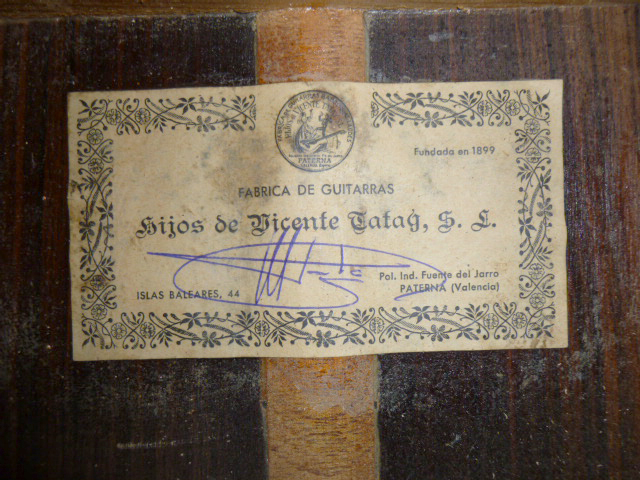 PATERNA
Fundada en 1899
FABRICA DE GUITARRAS
Hijos de Vicente Tatay, S. L.
Pol. Ind. Fuente del Jarro
ISLAS BALEARES, 44
PATERNA (Valencia)